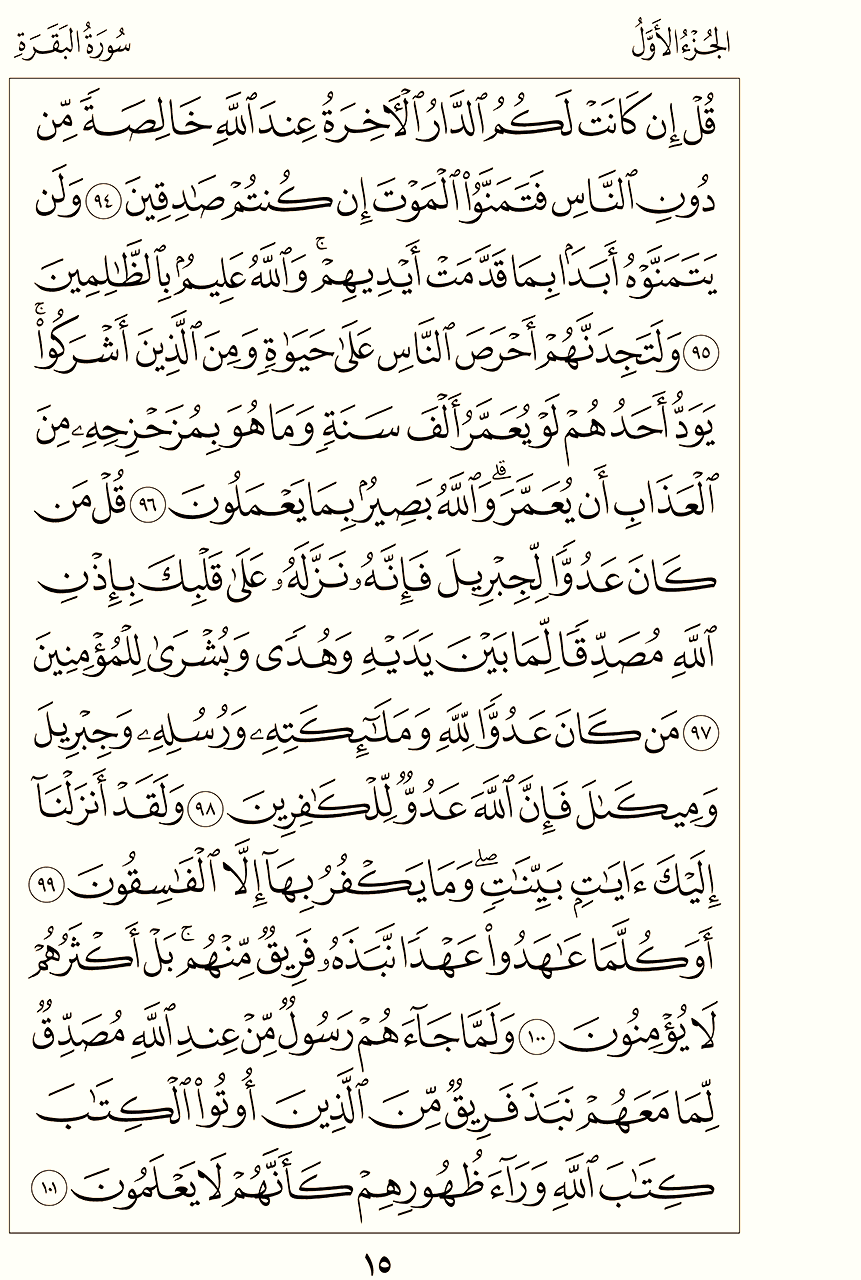 الجُزْءُ الأَوَّلُ
سُورَةُ البَقَرَةِ
قُلْ إِن كَانَتْ لَكُمُ ٱلدَّارُ ٱلْأَخِرَةُ عِندَ ٱللَّهِ خَالِصَةً مِّن
دُونِ ٱلنَّاسِ فَتَمَنَّوُاْ ٱلْمَوْتَ إِن كُنتُمْ صَٰدِقِينَ ٩٤ وَلَن
يَتَمَنَّوْهُ أَبَدَۢا بِمَا قَدَّمَتْ أَيْدِيهِمْۚ وَٱللَّهُ عَلِيمُۢ بِٱلظَّٰلِمِينَ
٩٥ وَلَتَجِدَنَّهُمْ أَحْرَصَ ٱلنَّاسِ عَلَىٰ حَيَوٰةٍ وَمِنَ ٱلَّذِينَ أَشْرَكُواْۚ
يَوَدُّ أَحَدُهُمْ لَوْ يُعَمَّرُ أَلْفَ سَنَةٍ وَمَا هُوَ بِمُزَحْزِحِهِۦ مِنَ
ٱلْعَذَابِ أَن يُعَمَّرَۗ وَٱللَّهُ بَصِيرُۢ بِمَا يَعْمَلُونَ ٩٦ قُلْ مَن
كَانَ عَدُوًّا لِّجِبْرِيلَ فَإِنَّهُۥ نَزَّلَهُۥ عَلَىٰ قَلْبِكَ بِإِذْنِ
ٱللَّهِ مُصَدِّقًا لِّمَا بَيْنَ يَدَيْهِ وَهُدًى وَبُشْرَىٰ لِلْمُؤْمِنِينَ
٩٧ مَن كَانَ عَدُوًّا لِّلَّهِ وَمَلَٰٓئِكَتِهِۦ وَرُسُلِهِۦ وَجِبْرِيلَ
وَمِيكَىٰلَ فَإِنَّ ٱللَّهَ عَدُوٌّ لِّلْكَٰفِرِينَ ٩٨ وَلَقَدْ أَنزَلْنَآ
إِلَيْكَ ءَايَٰتِۭ بَيِّنَٰتٍۖ وَمَا يَكْفُرُ بِهَآ إِلَّا ٱلْفَٰسِقُونَ ٩٩
أَوَكُلَّمَا عَٰهَدُواْ عَهْدًا نَّبَذَهُۥ فَرِيقٌ مِّنْهُمۚ بَلْ أَكْثَرُهُمْ
لَا يُؤْمِنُونَ ١٠٠ وَلَمَّا جَآءَهُمْ رَسُولٌ مِّنْ عِندِ ٱللَّهِ مُصَدِّقٌ
لِّمَا مَعَهُمْ نَبَذَ فَرِيقٌ مِّنَ ٱلَّذِينَ أُوتُواْ ٱلْكِتَٰبَ
كِتَٰبَ ٱللَّهِ وَرَآءَ ظُهُورِهِمْ كَأَنَّهُمْ لَا يَعْلَمُونَ ١٠١
١٥